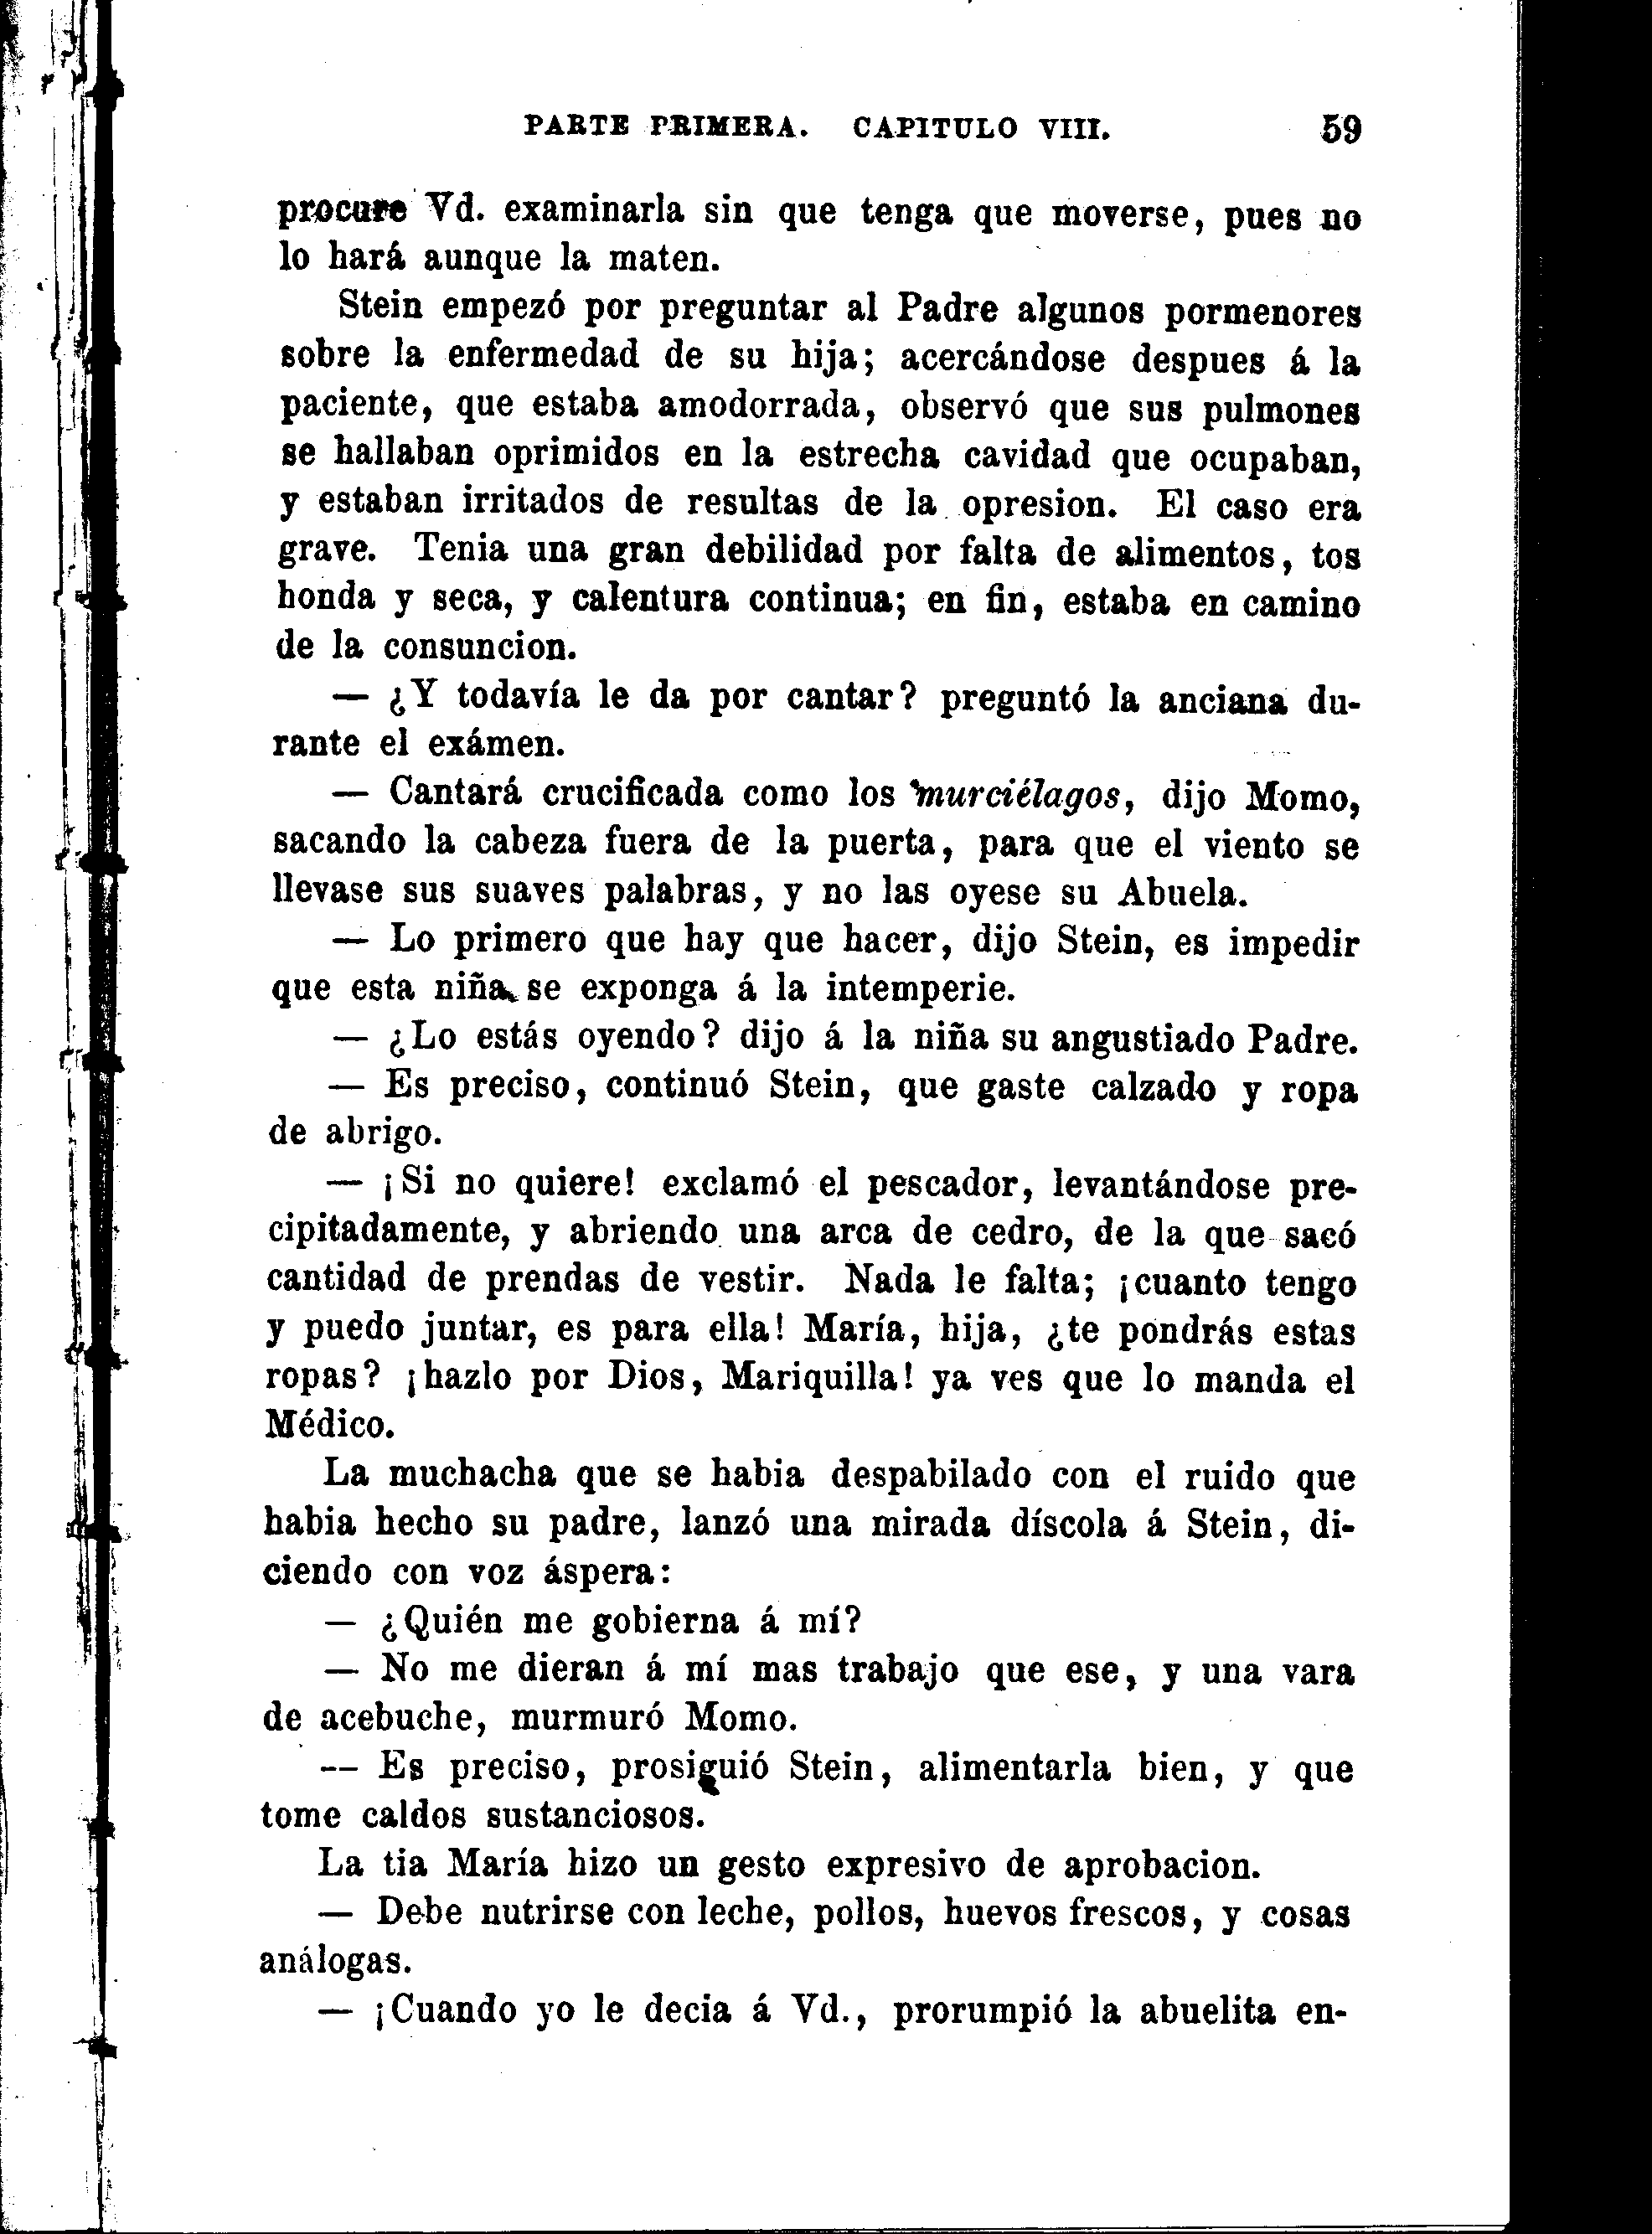 PARTE PRIMERA. CAPITULO VIII. 59
procure Vd. examinarla sin que tenga que moverse, pues no
lo hará aunque la maten.
Stein empezó por preguntar al Padre algunos pormenores
sobre la enfermedad de su hija; acercándose despues á la
paciente, que estaba amodorrada, observó que sus pulmones
se hallaban oprimidos en la estrecha cavidad que ocupaban,
y estaban irritados de resultas de la opresion. El caso era
grave. Tenia una gran debilidad por falta de alimentos, tos
honda y seca, y calentura continua; en fin, estaba en camino
de la consuncion.
— ¿Y todavía le da por cantar? preguntó la anciana du-
rante el exámen.
— Cantará crucificada como los murciélagos, dijo Momo,
sacando la cabeza fuera de la puerta, para que el viento se
llevase sus suaves palabras, y no las oyese su Abuela.
— Lo primero que hay que hacer, dijo Stein, es impedir
que esta niña se exponga á la intemperie.
— ¿Lo estás oyendo? dijo á la niña su angustiado Padre.
— Es preciso, continuó Stein, que gaste calzado y ropa
de abrigo.
— ¡Si no quiere! exclamó el pescador, levantándose pre-
cipitadamente, y abriendo una arca de cedro, de la que sacó
cantidad de prendas de vestir. Nada le falta; ¡cuanto tengo
y puedo juntar, es para ella! María, hija, ¿te pondrás estas
ropas? ¡hazlo por Dios, Mariquilla! ya ves que lo manda el
Médico.
La muchacha que se habia despabilado con el ruido que
habia hecho su padre, lanzó una mirada díscola á Stein, di-
ciendo con voz áspera:
— ¿Quién me gobierna á mí?
— No me dieran á mí mas trabajo que ese, y una vara
de acebuche, murmuró Momo.
— Es preciso, prosiguió Stein, alimentarla bien, y que
tome caldos sustanciosos.
La tia María hizo un gesto expresivo de aprobacion.
— Debe nutrirse con leche, pollos, huevos frescos, y cosas
análogas.
— ¡Cuando yo le decia á Vd., prorumpió la abuelita en-